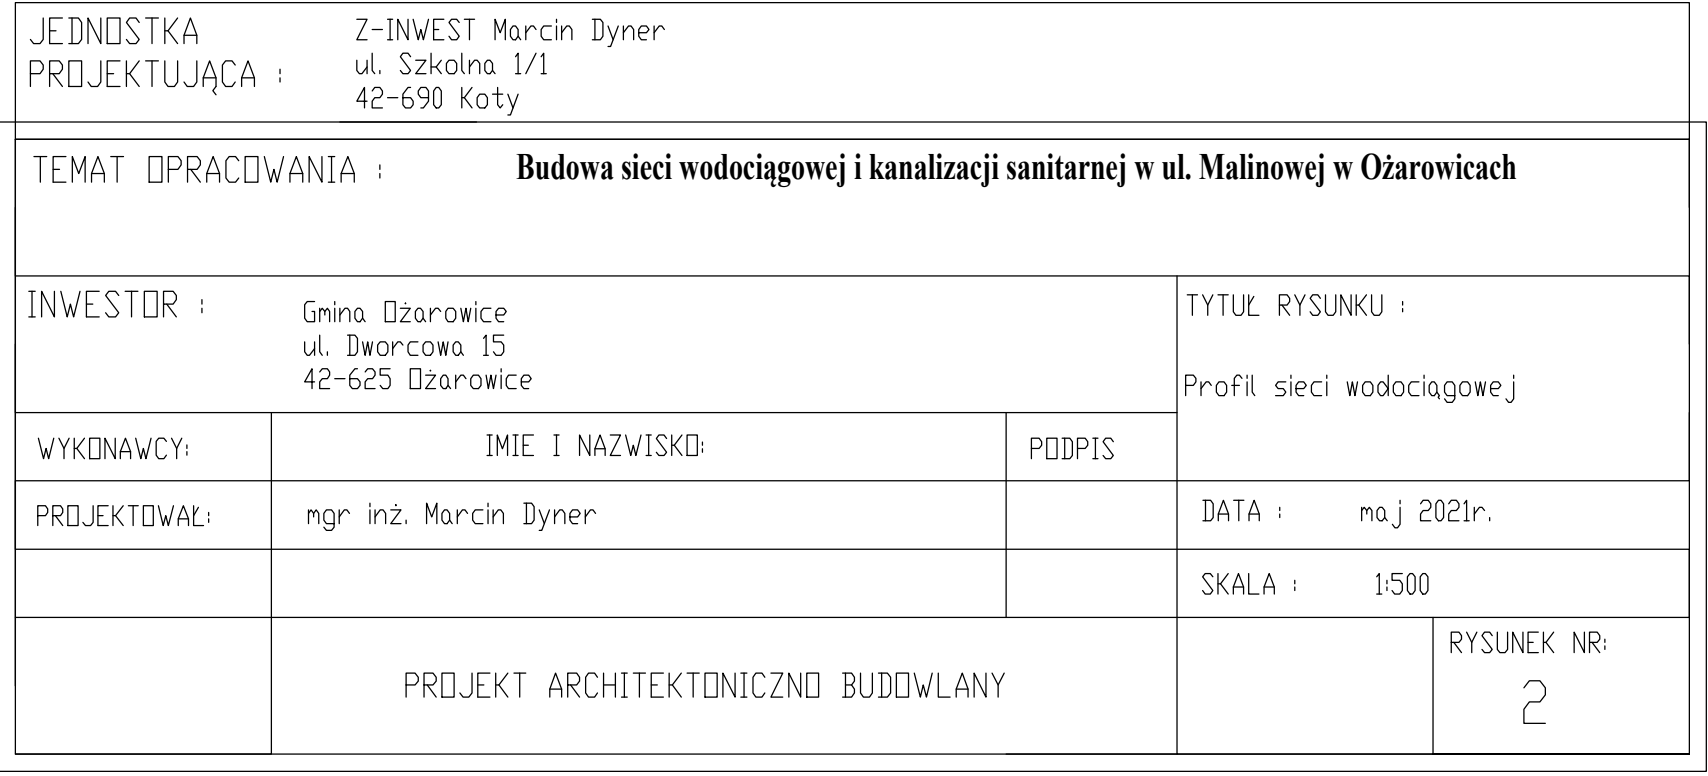 JEDNOSTKA
PROJEKTUJĄCA :
Z-INWEST Marcin Dyner
ul. Szkolna 1/1
42-690 Koty
TEMAT OPRACOWANIA :
Budowa sieci wodociągowej i kanalizacji sanitarnej w ul. Malinowej w Ożarowicach
INWESTOR :
Gmina Ożarowice
ul. Dworcowa 15
42-625 Ożarowice
TYTUŁ RYSUNKU :
Profil sieci wodociągowej
WYKONAWCY:
IMIE I NAZWISKO:
PODPIS
PROJEKTOWAŁ:
mgr inż. Marcin Dyner
DATA :
maj 2021r.
SKALA :
1:500
PROJEKT ARCHITEKTONICZNO BUDOWLANY
RYSUNEK NR:
2